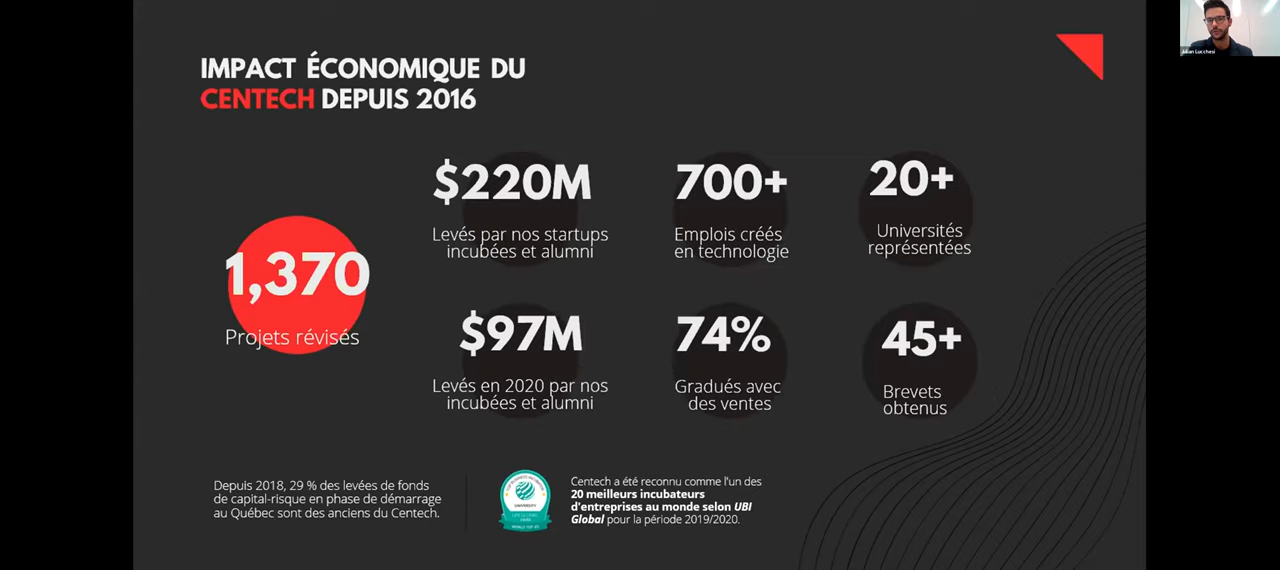 IMPACT ÉCONOMIQUE DU
CENTECH DEPUIS 2016
1,370
Projets révisés
$220M
Levés par nos startups
incubées et alumni
700+
Emplois créés
en technologie
20+
Universités
représentées
$97M
Levés en 2020 par nos
incubées et alumni
74%
Gradués avec
des ventes
45+
Brevets
obtenus
Depuis 2018, 29 % des levées de fonds
de capital-risque en phase de démarrage
au Québec sont des anciens du Centech.
UNIVERSITY
Centech a été reconnu comme l'un des
20 meilleurs incubateurs
d'entreprises au monde selon UBI
Global pour la période 2019/2020.
Lucchesi